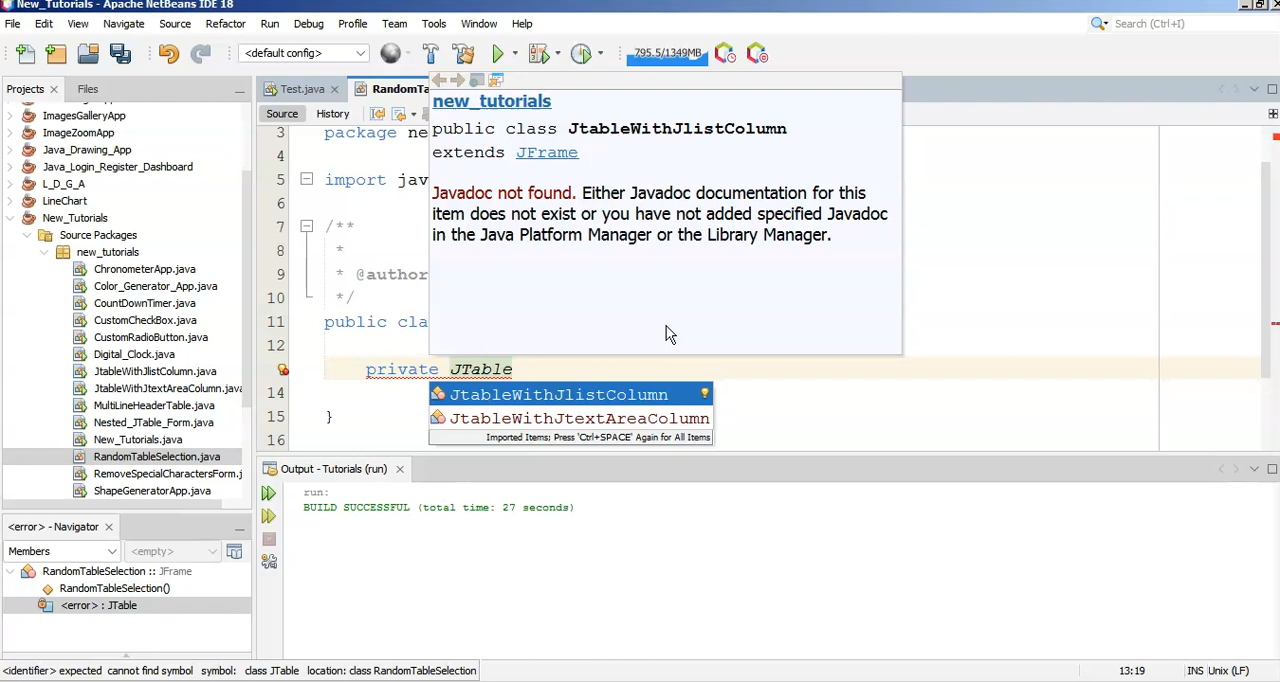 New_Tutorials - Apache NetBeans IDE 18
File Edit View Navigate Source Refactor Run Debug Profile Team Tools Window Help
Search (Ctrl+I)
<default config>
795.5/1349MB
Projects
Files
ImagesGalleryApp
ImageZoomApp
Java_Drawing_App
Java_Login_Register_Dashboard
L_D_G_A
LineChart
New_Tutorials
Source Packages
new_tutorials
ChronometerApp.java
Color_Generator_App.java
CountDownTimer.java
CustomCheckBox.java
CustomRadioButton.java
Digital_Clock.java
JtableWithJlistColumn.java
JtableWithJtextAreaColumn.java
MultiLineHeaderTable.java
Nested_JTable_Form.java
New_Tutorials.java
RandomTableSelection.java
RemoveSpecialCharactersForm.j
ShapeGeneratorApp.java
<error> - Navigator
Members
<empty>
RandomTableSelection :: JFrame
RandomTableSelection()
<error> : JTable
Test.java
RandomTa
Source
History
3 package ne
4
5 import jav
6
7 /**
8 *
9 * @author
10 */
11 public cla
12
private JTable
14
15 }
16
new_tutorials
public class JtableWithJlistColumn
extends JFrame
Javadoc not found. Either Javadoc documentation for this
item does not exist or you have not added specified Javadoc
in the Java Platform Manager or the Library Manager.
JtableWithJlistColumn
JtableWithJtextAreaColumn
Imported Items; Press 'Ctrl+SPACE' Again for All Items
Output - Tutorials (run)
run:
BUILD SUCCESSFUL (total time: 27 seconds)
<identifier> expected cannot find symbol symbol: class JTable location: class RandomTableSelection
13:19
INS Unix (LF)